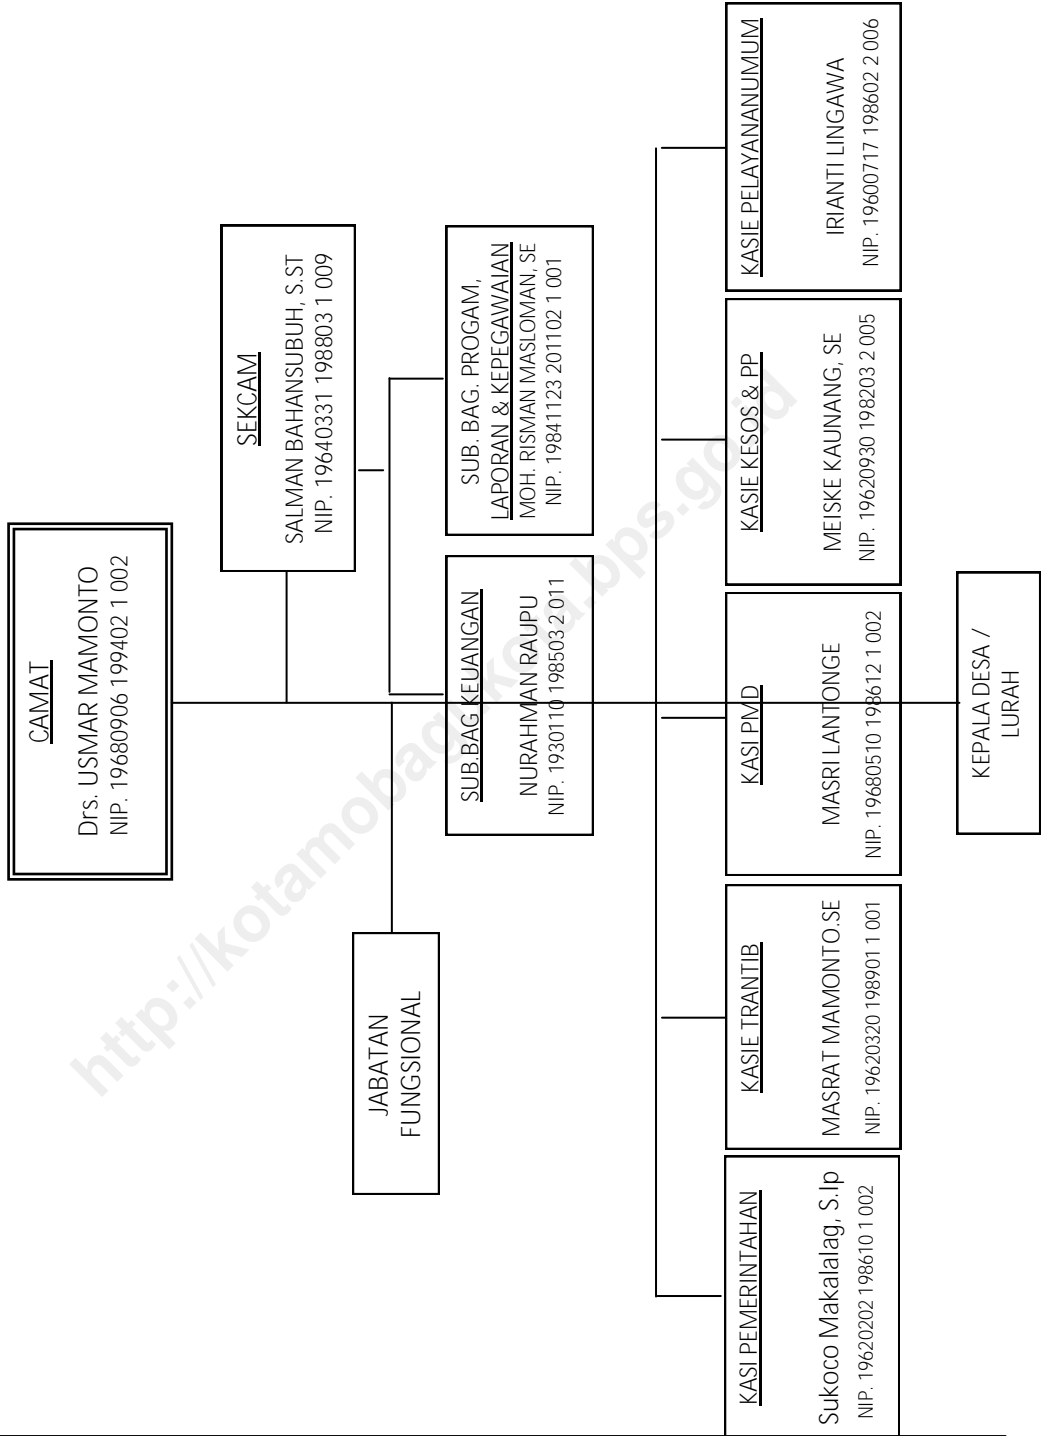 CAMAT
Drs. USMAR MAMONTO
NIP. 19680906 199402 1 002
SEKCAM
SALMAN BAHANSUBUH, S.ST
NIP. 19640331 198803 1 009
JABATAN
FUNGSIONAL
SUB.BAG KEUANGAN
NURAHMAN RAUPU
NIP. 1930110 198503 2 011
SUB. BAG. PROGAM,
LAPORAN & KEPEGAWAIAN
MOH. RISMAN MASLOMAN, SE
NIP. 19841123 201102 1 001
KASI PEMERINTAHAN
Sukoco Makalalag, S.Ip
NIP. 19620202 198610 1 002
KASIE TRANTIB
MASRAT MAMONTO.SE
NIP. 19620320 198901 1 001
KASI PMD
MASRI LANTONGE
NIP. 19680510 198612 1 002
KASIE KESOS & PP
MEISKE KAUNANG, SE
NIP. 19620930 198203 2 005
KASIE PELAYANANUMUM
IRIANTI LINGAWA
NIP. 19600717 198602 2 006
KEPALA DESA /
LURAH
http://kotamobagukota.bps.go.id